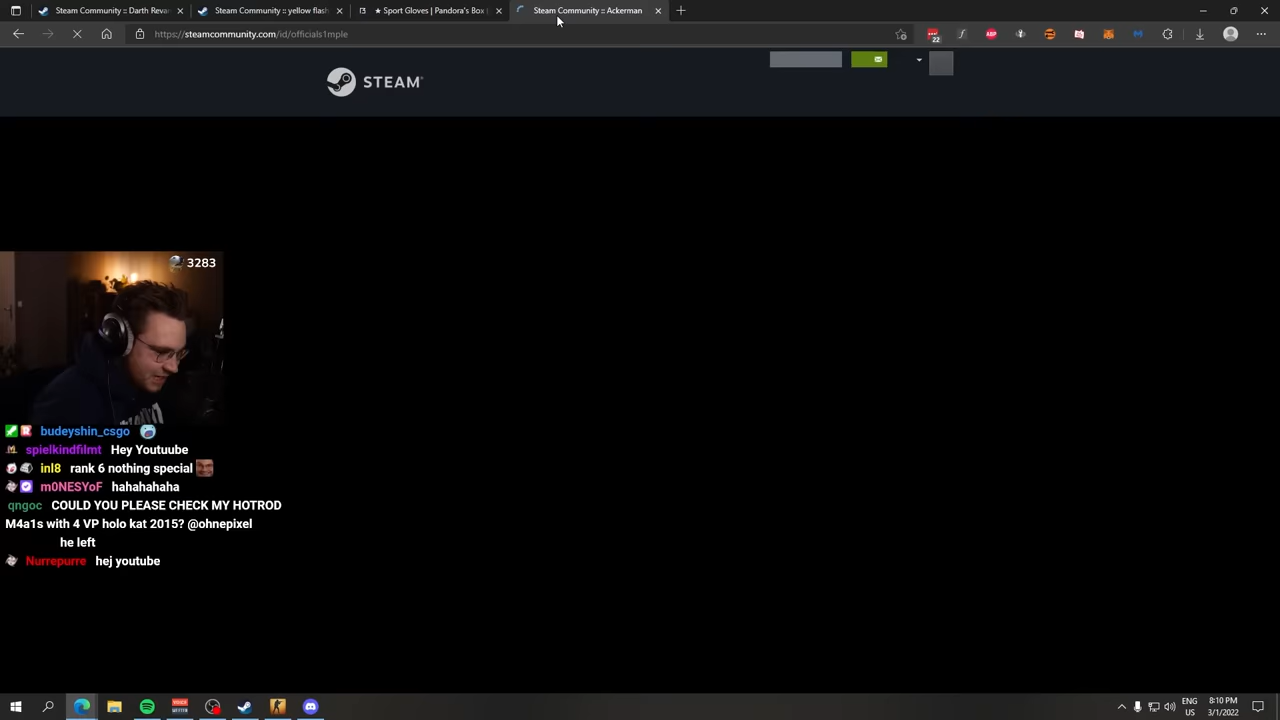 Steam Community :: Darth Revan
Steam Community :: yellow flash
★ Sport Gloves | Pandora's Box |
Steam Community :: Ackerman
https://steamcommunity.com/id/officials1mple
22
STEAM
3283
budeyshin_csgo
spielkindfilmt Hey Youtuube
inl8 rank 6 nothing special
m0NESYoF hahahahaha
qngoc COULD YOU PLEASE CHECK MY HOTROD
M4a1s with 4 VP holo kat 2015? @ohnepixel
he left
Nurrepurre hej youtube
ENG
US
8:10 PM
3/1/2022